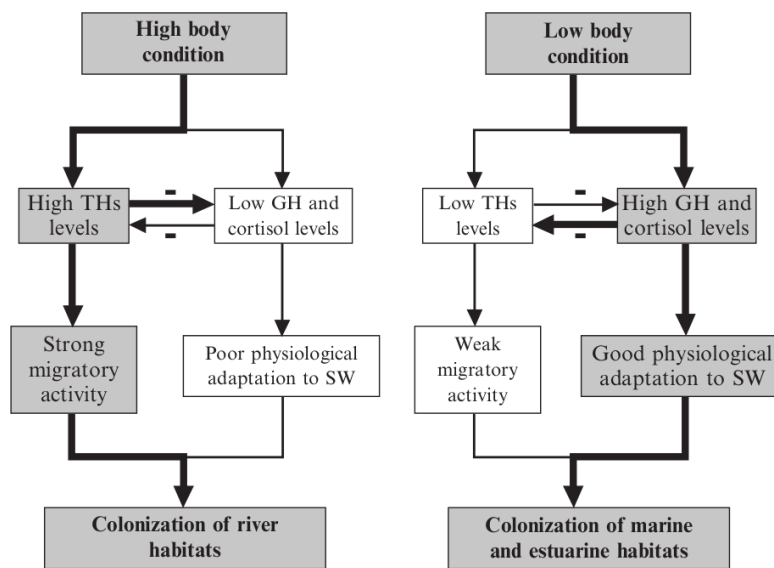 High body
condition
Low body
condition
-
-
High THs
levels
Low GH and
cortisol levels
-
-
Low THs
levels
High GH and
cortisol levels
Strong
migratory
activity
Poor physiological
adaptation to SW
Weak
migratory
activity
Good physiological
adaptation to SW
Colonization of river
habitats
Colonization of marine
and estuarine habitats